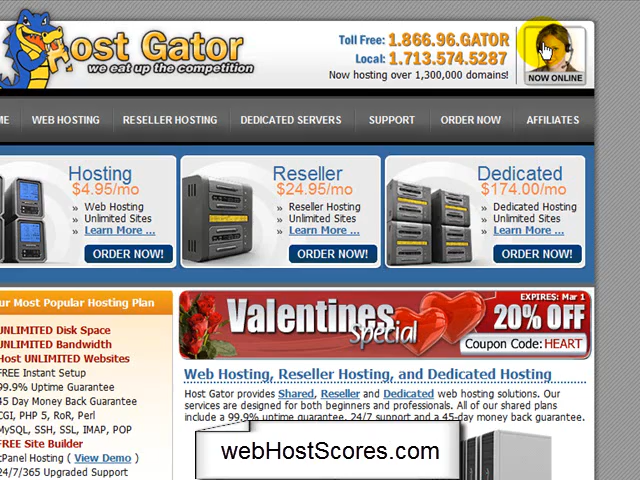 Host Gator
we eat up the competition
Toll Free: 1.866.96.GATOR
Local: 1.713.574.5287
Now hosting over 1,300,000 domains!
NOW ONLINE
ME WEB HOSTING RESELLER HOSTING DEDICATED SERVERS SUPPORT ORDER NOW AFFILIATES
Hosting
$4.95/mo
» Web Hosting
» Unlimited Sites
» Learn More ...
ORDER NOW!
Reseller
$24.95/mo
» Reseller Hosting
» Unlimited Sites
» Learn More ...
ORDER NOW!
Dedicated
$174.00/mo
» Dedicated Hosting
» Unlimited Sites
» Learn More ...
ORDER NOW!
ur Most Popular Hosting Plan
UNLIMITED Disk Space
UNLIMITED Bandwidth
Host UNLIMITED Websites
FREE Instant Setup
99.9% Uptime Guarantee
45 Day Money Back Guarantee
CGI, PHP 5, RoR, Perl
MySQL, SSH, SSL, IMAP, POP
FREE Site Builder
cPanel Hosting ( View Demo )
24/7/365 Upgraded Support
Valentines
Special
EXPIRES: Mar 1
20% OFF
Coupon Code: HEART
Web Hosting, Reseller Hosting, and Dedicated Hosting
Host Gator provides Shared, Reseller and Dedicated web hosting solutions. Our
services are designed for both beginners and professionals. All of our shared plans
include a 99.9% uptime guarantee, 24/7 support and a 45-day money back guarantee.
webHostScores.com